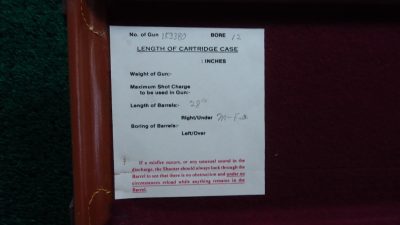 No. of Gun 153380 BORE 12
LENGTH OF CARTRIDGE CASE
: INCHES
Weight of Gun:-
Maximum Shot Charge
to be used in Gun:-
Length of Barrels:- 28"
Right/Under M-Full
Boring of Barrels:-
Left/Over
If a misfire occurs, or any unusual sound in the
discharge, the Shooter should always look through the
Barrel to see that there is no obstruction and under no
circumstances reload while anything remains in the
Barrel.